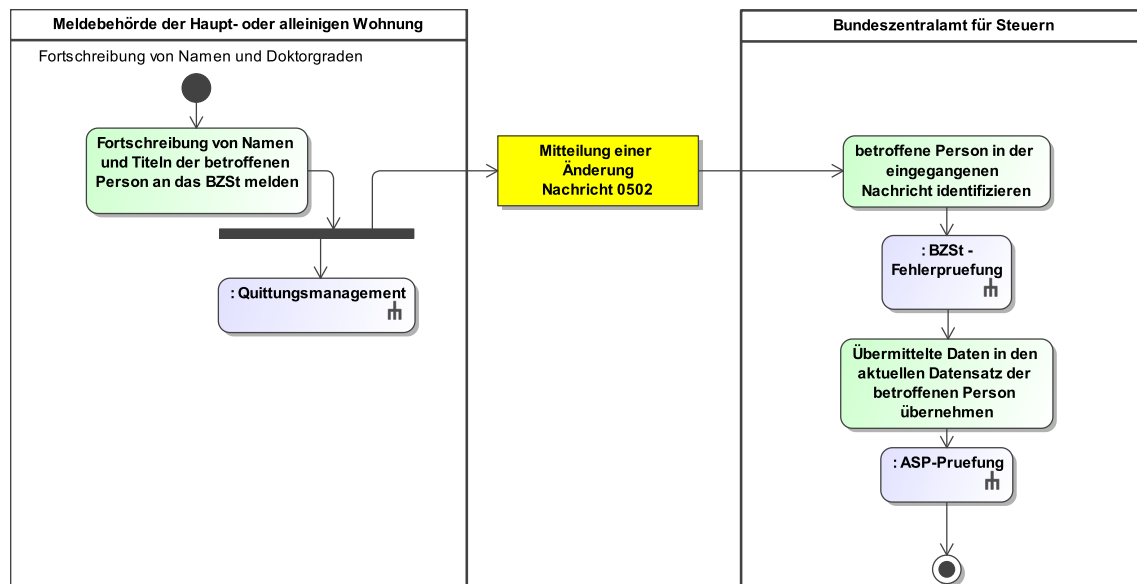 Meldebehörde der Haupt- oder alleinigen Wohnung
Fortschreibung von Namen und Doktorgraden
Fortschreibung von Namen
und Titeln der betroffenen
Person an das BZSt melden
: Quittungsmanagement
Mitteilung einer
Änderung
Nachricht 0502
Bundeszentralamt für Steuern
betroffene Person in der
eingegangenen
Nachricht identifizieren
: BZSt -
Fehlerpruefung
Übermittelte Daten in den
aktuellen Datensatz der
betroffenen Person
übernehmen
: ASP-Pruefung